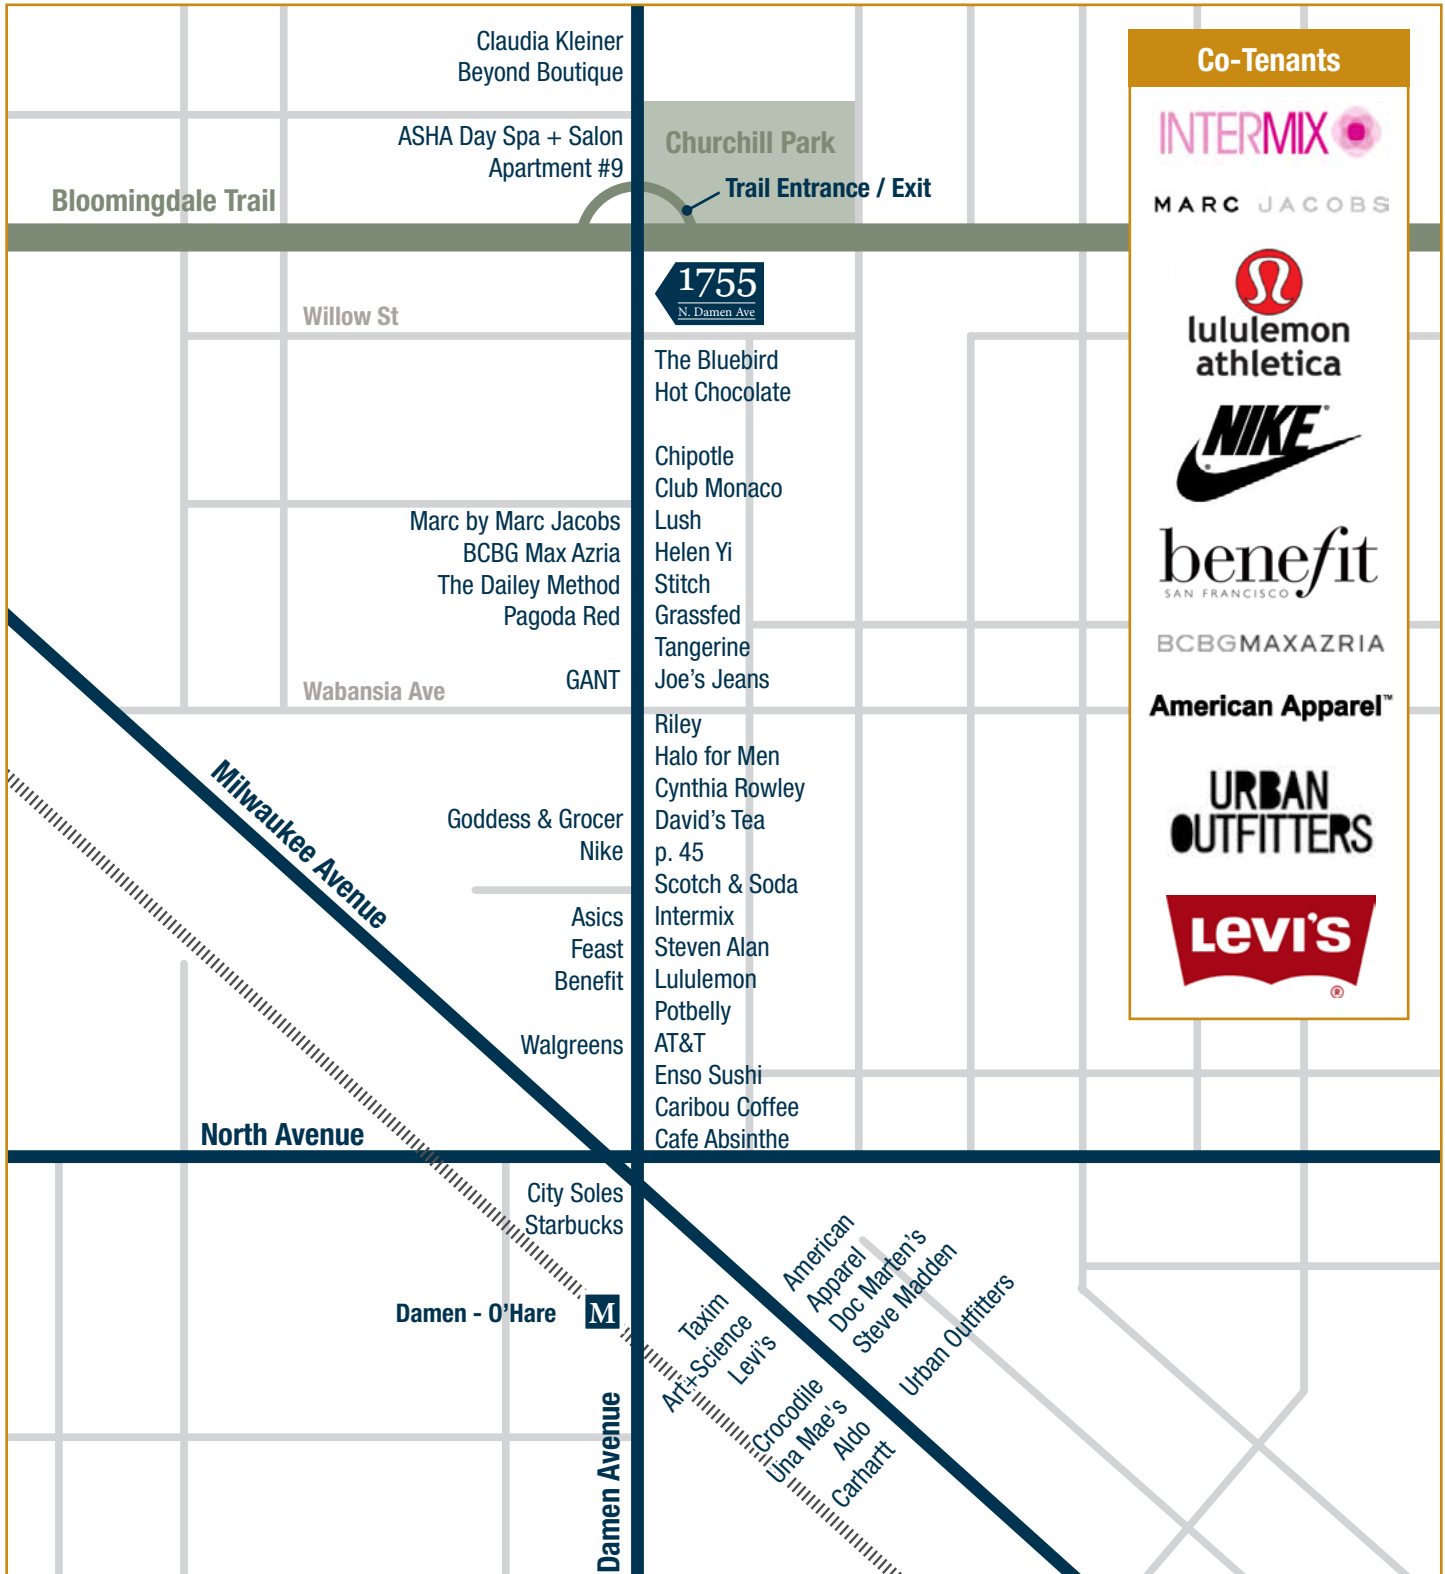 Claudia Kleiner
Beyond Boutique
ASHA Day Spa + Salon
Apartment #9
Churchill Park
Trail Entrance / Exit
Bloomingdale Trail
1755
N. Damen Ave
Willow St
The Bluebird
Hot Chocolate
Chipotle
Club Monaco
Lush
Helen Yi
Stitch
Grassfed
Tangerine
Joe's Jeans
Marc by Marc Jacobs
BCBG Max Azria
The Dailey Method
Pagoda Red
GANT
Wabansia Ave
Riley
Halo for Men
Cynthia Rowley
David's Tea
p. 45
Scotch & Soda
Intermix
Steven Alan
Lululemon
Potbelly
AT&T
Enso Sushi
Caribou Coffee
Cafe Absinthe
Goddess & Grocer
Nike
Asics
Feast
Benefit
Walgreens
Milwaukee Avenue
North Avenue
City Soles
Starbucks
Damen - O'Hare
M
Damen Avenue
Taxim
Art+Science
Levi's
Crocodile
Una Mae's
Aldo
Carhartt
American
Apparel
Doc Marten's
Steve Madden
Urban Outfitters
Co-Tenants
INTERMIX
MARC JACOBS
lululemon
athletica
NIKE
benefit
SAN FRANCISCO
BCBGMAXAZRIA
American Apparel™
URBAN
OUTFITTERS
LEVI'S
®